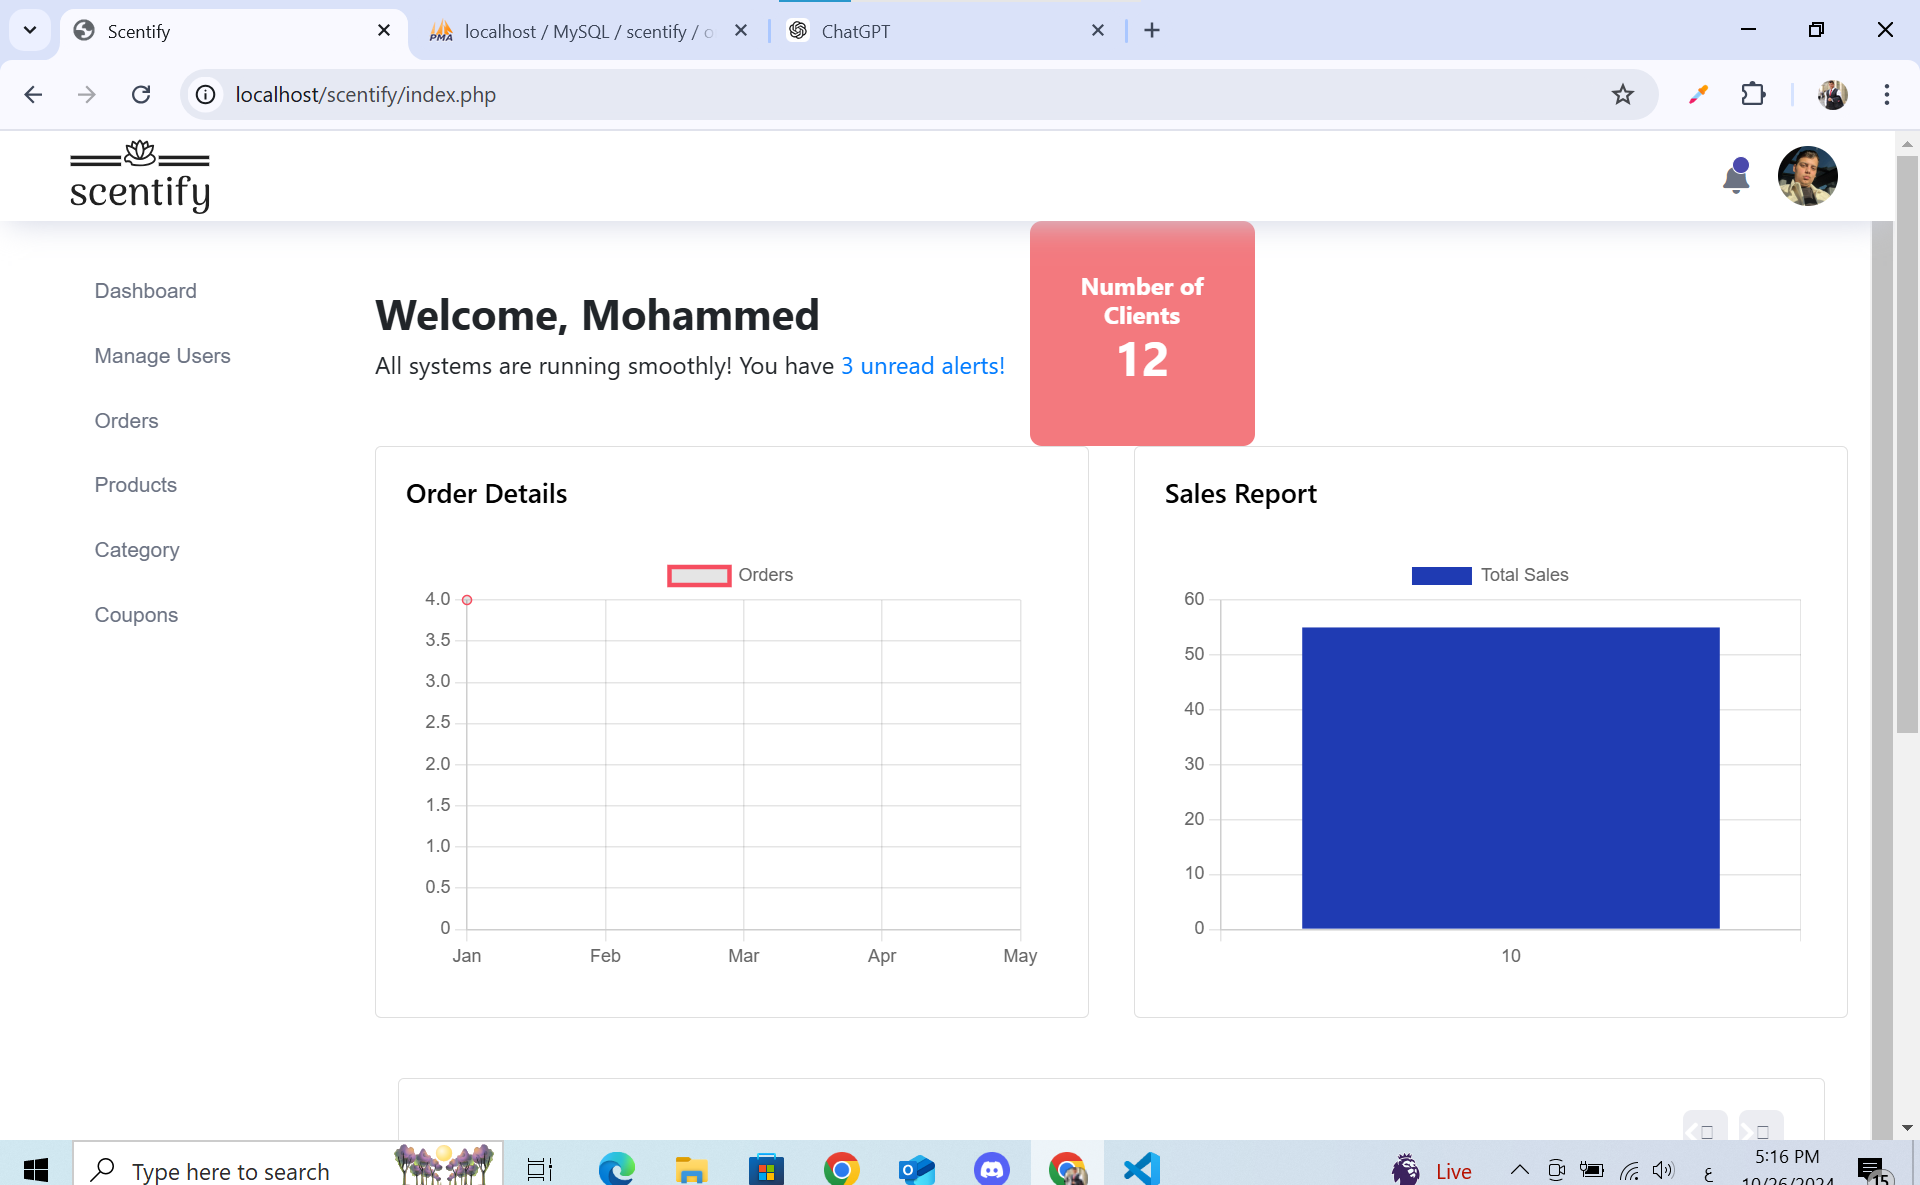 Scentify
localhost / MySQL / scentify / o
ChatGPT
localhost/scentify/index.php
scentify
Dashboard
Manage Users
Orders
Products
Category
Coupons
Welcome, Mohammed
All systems are running smoothly! You have 3 unread alerts!
Number of
Clients
12
Order Details
Orders
4.0
3.5
3.0
2.5
2.0
1.5
1.0
0.5
0
Jan Feb Mar Apr May
Sales Report
Total Sales
60
50
40
30
20
10
0
10
Type here to search
Live
ع
5:16 PM
10/26/2024
15